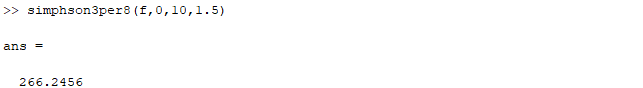 >> simphson3per8(f,0,10,1.5)
ans =
266.2456